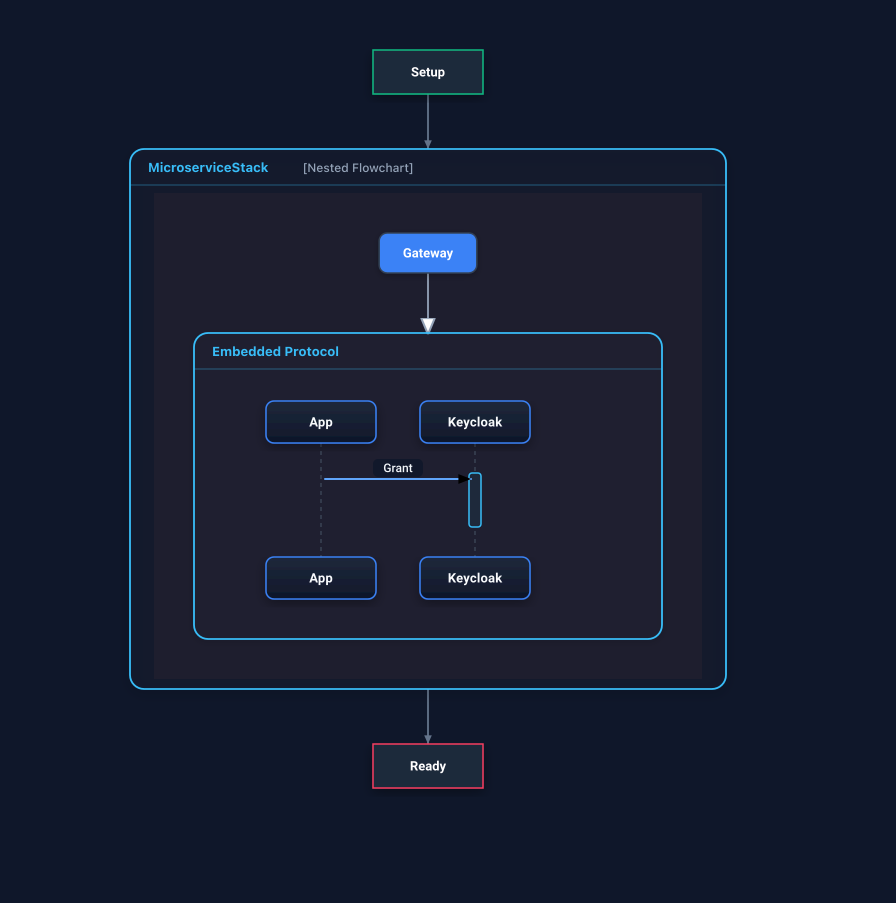 Setup
MicroserviceStack [Nested Flowchart]
Gateway
Embedded Protocol
App Keycloak
Grant
App Keycloak
Ready